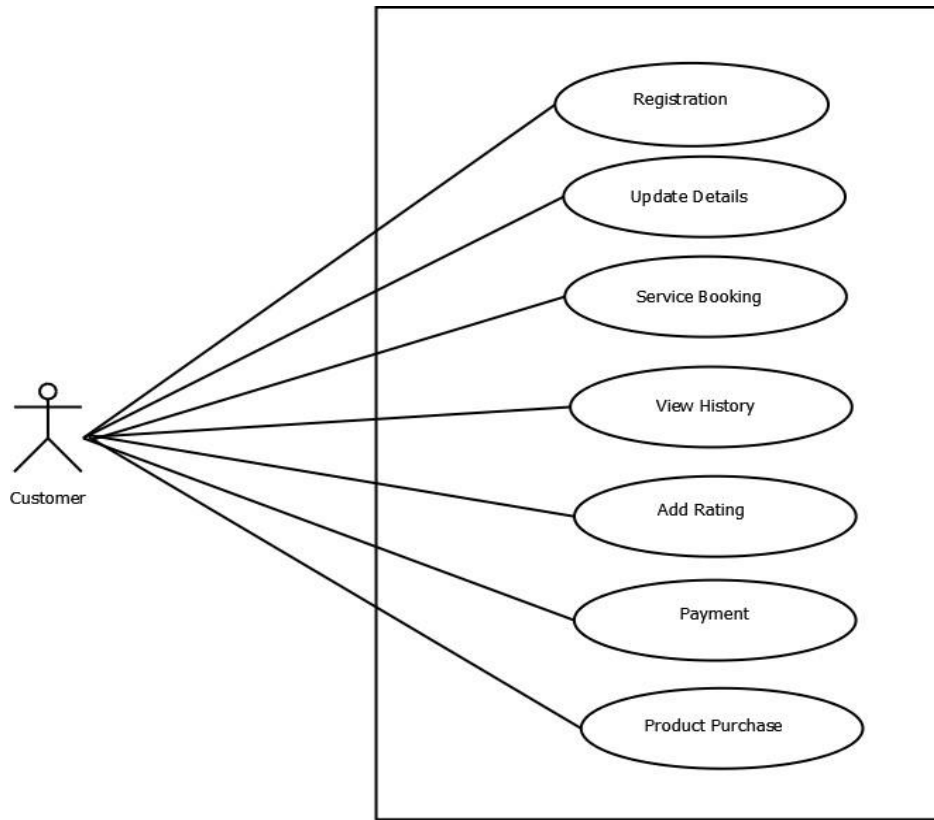 Registration
Update Details
Service Booking
View History
Customer
Add Rating
Payment
Product Purchase